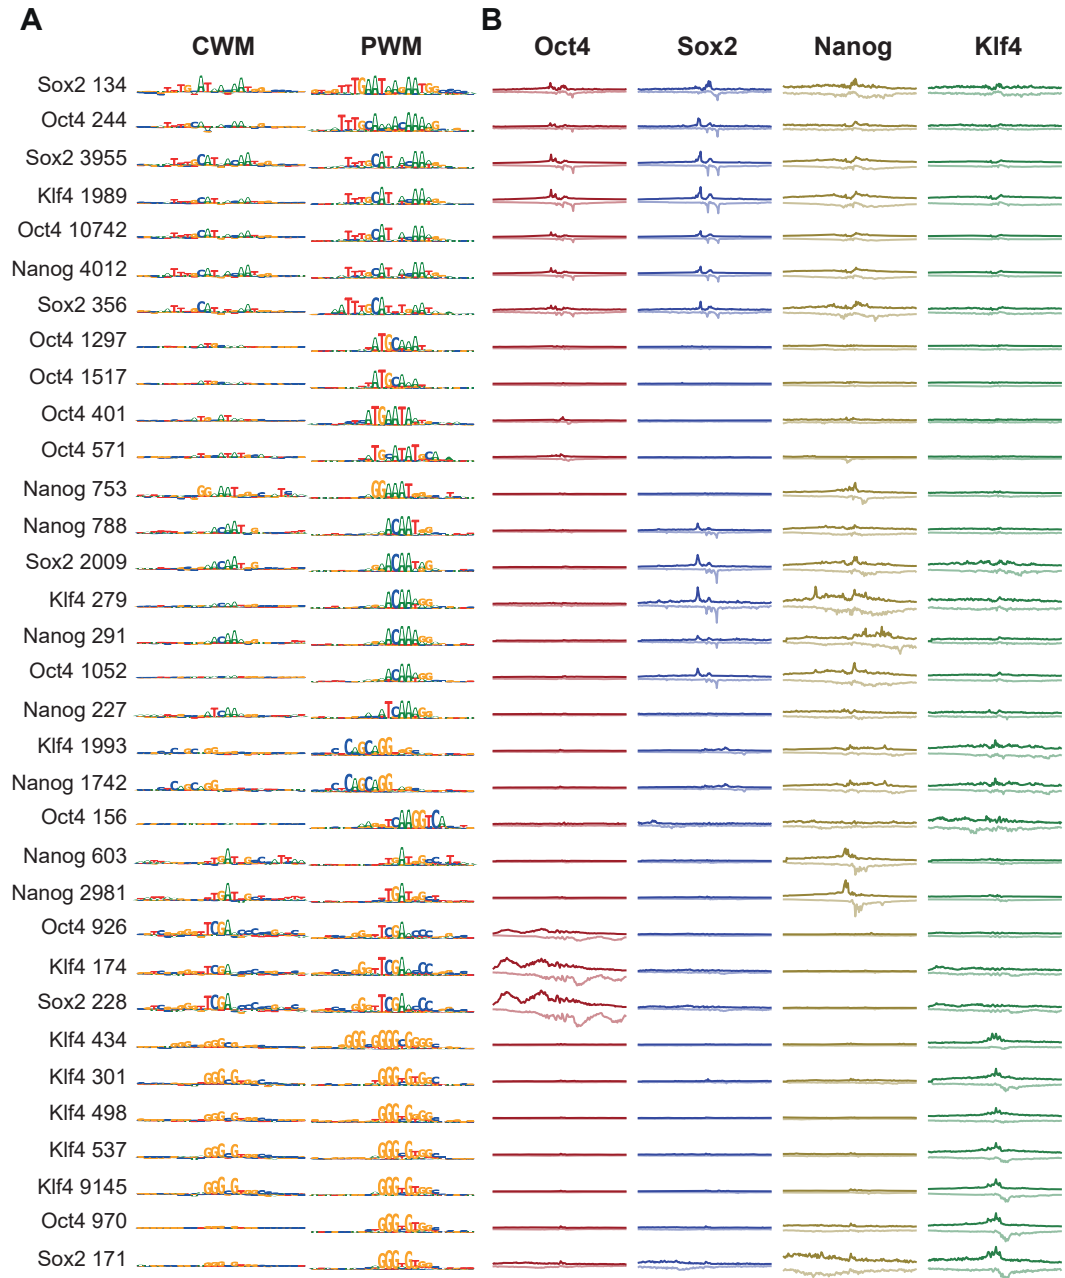 A B
CWM PWM Oct4 Sox2 Nanog Klf4
Sox2 134
Oct4 244
Sox2 3955
Klf4 1989
Oct4 10742
Nanog 4012
Sox2 356
Oct4 1297
Oct4 1517
Oct4 401
Oct4 571
Nanog 753
Nanog 788
Sox2 2009
Klf4 279
Nanog 291
Oct4 1052
Nanog 227
Klf4 1993
Nanog 1742
Oct4 156
Nanog 603
Nanog 2981
Oct4 926
Klf4 174
Sox2 228
Klf4 434
Klf4 301
Klf4 498
Klf4 537
Klf4 9145
Oct4 970
Sox2 171